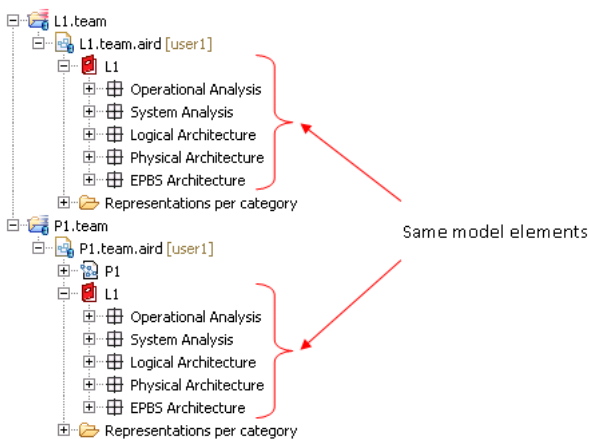 L1.team
L1.team.aird [user1]
L1
Operational Analysis
System Analysis
Logical Architecture
Physical Architecture
EPBS Architecture
Representations per category
P1.team
Same model elements
P1.team.aird [user1]
P1
L1
Operational Analysis
System Analysis
Logical Architecture
Physical Architecture
EPBS Architecture
Representations per category